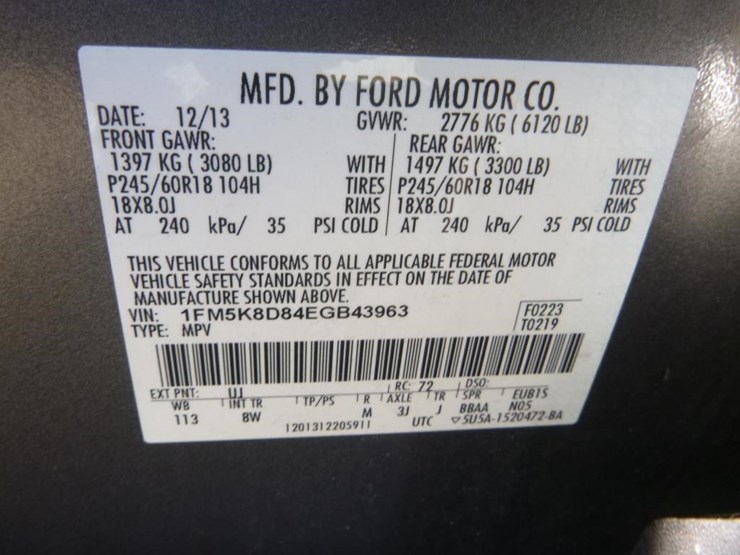 MFD. BY FORD MOTOR CO.
DATE: 12/13 GVWR: 2776 KG ( 6120 LB)
FRONT GAWR: REAR GAWR:
1397 KG ( 3080 LB) WITH 1497 KG ( 3300 LB) WITH
P245/60R18 104H TIRES P245/60R18 104H TIRES
18X8.0J RIMS 18X8.0J RIMS
AT 240 kPa/ 35 PSI COLD AT 240 kPa/ 35 PSI COLD
THIS VEHICLE CONFORMS TO ALL APPLICABLE FEDERAL MOTOR
VEHICLE SAFETY STANDARDS IN EFFECT ON THE DATE OF
MANUFACTURE SHOWN ABOVE.
VIN: 1FM5K8D84EGB43963 F0223
TYPE: MPV T0219
EXT PNT: UJ RC: 72 DSO:
WB INT TR TP/PS R AXLE TR SPR EUB1S
113 8W M 3J J BBAA N05
1201312205911 UTC ▽5U5A-1520472-BA